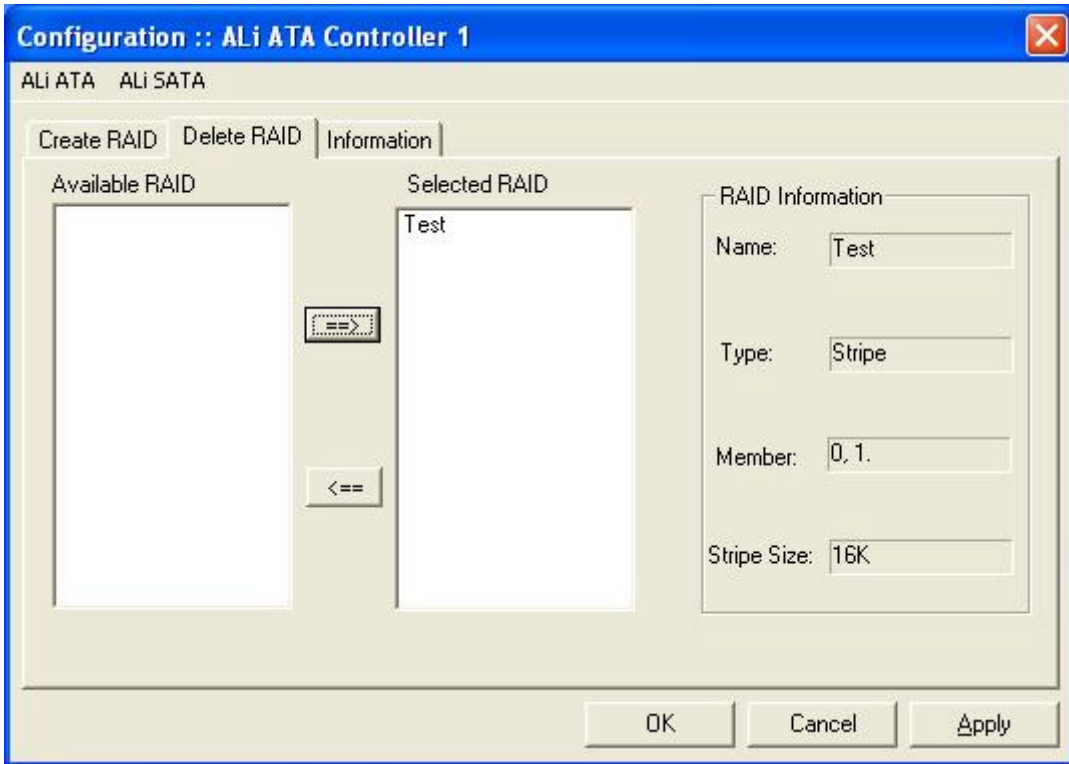 Configuration :: ALi ATA Controller 1
ALi ATA ALi SATA
Create RAID Delete RAID Information
Available RAID
Selected RAID
Test
==>
<==
RAID Information
Name: Test
Type: Stripe
Member: 0, 1.
Stripe Size: 16K
OK Cancel Apply